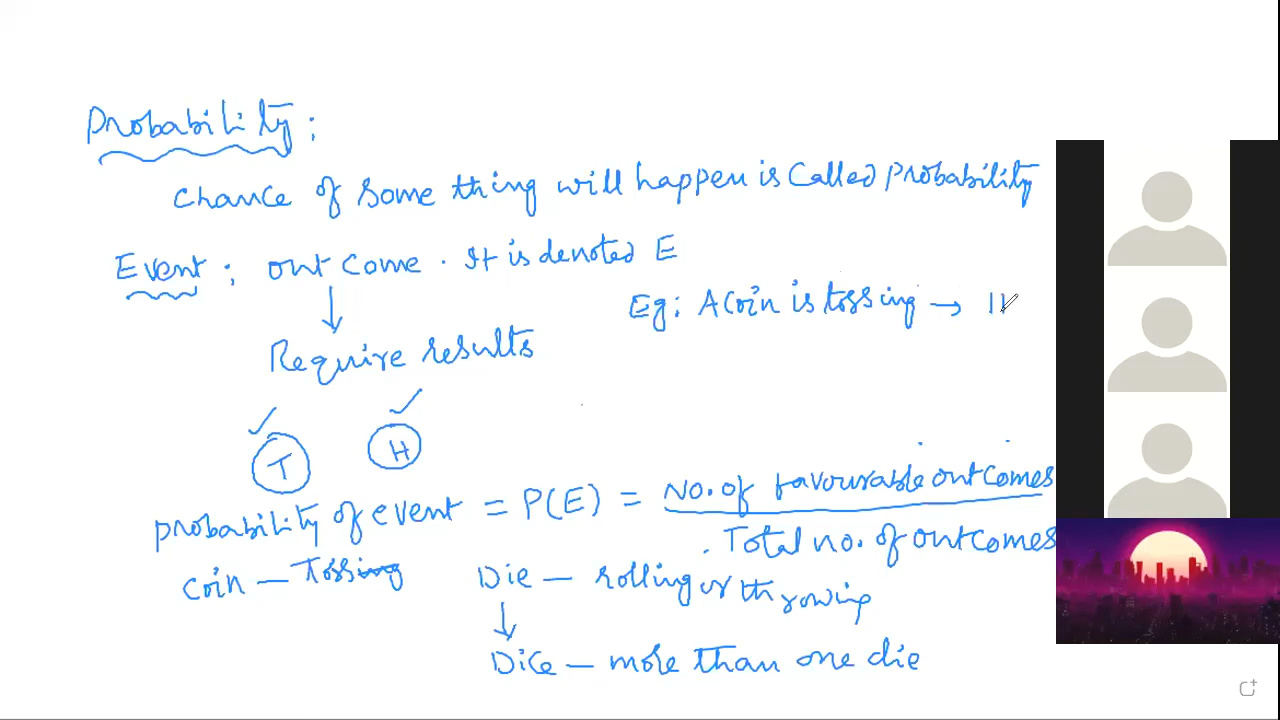 Probability :
Chance of some thing will happen is Called probability
Event : out come . It is denoted E
Eg : A Coin is tossing →
Require results
T H
probability of event = P(E) = No. of favourable outcomes
Total no. of outcomes
coin - Tossing
Die - rolling or throwing
Dice - more than one die